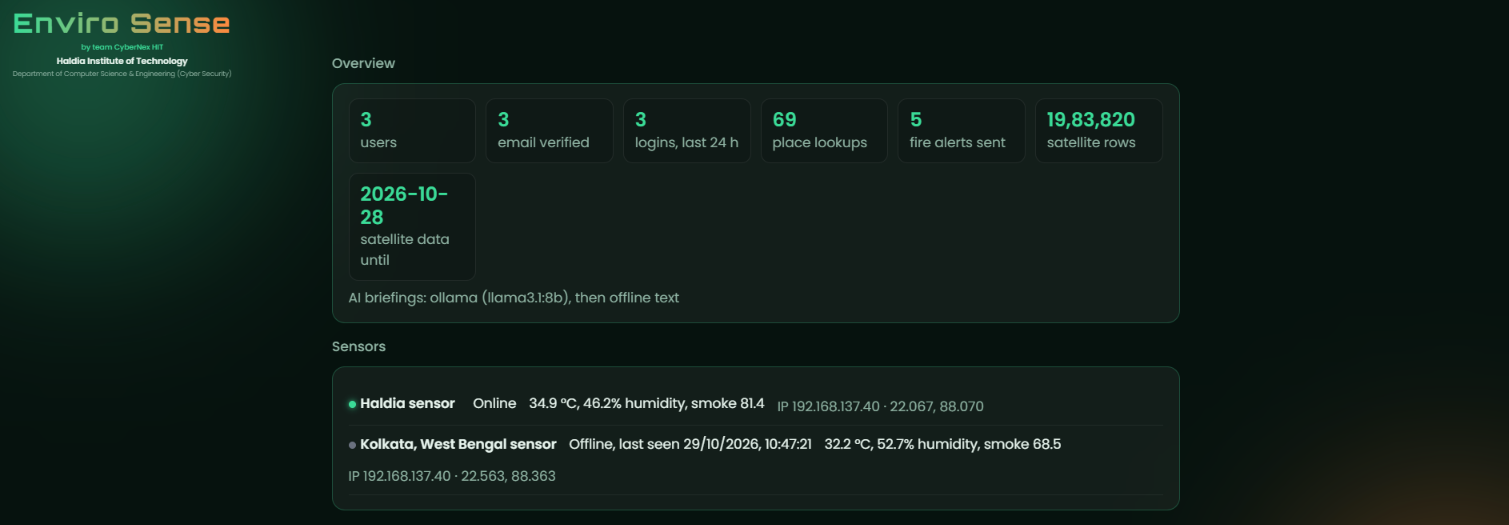 Enviro Sense
by team CyberNex HIT
Haldia Institute of Technology
Department of Computer Science & Engineering (Cyber Security)
Overview
3
users
3
email verified
3
logins, last 24 h
69
place lookups
5
fire alerts sent
19,83,820
satellite rows
2026-10-
28
satellite data
until
AI briefings: ollama (llama3.1:8b), then offline text
Sensors
Haldia sensor Online 34.9 °C, 46.2% humidity, smoke 81.4 IP 192.168.137.40 · 22.067, 88.070
Kolkata, West Bengal sensor Offline, last seen 29/10/2026, 10:47:21 32.2 °C, 52.7% humidity, smoke 68.5
IP 192.168.137.40 · 22.563, 88.363